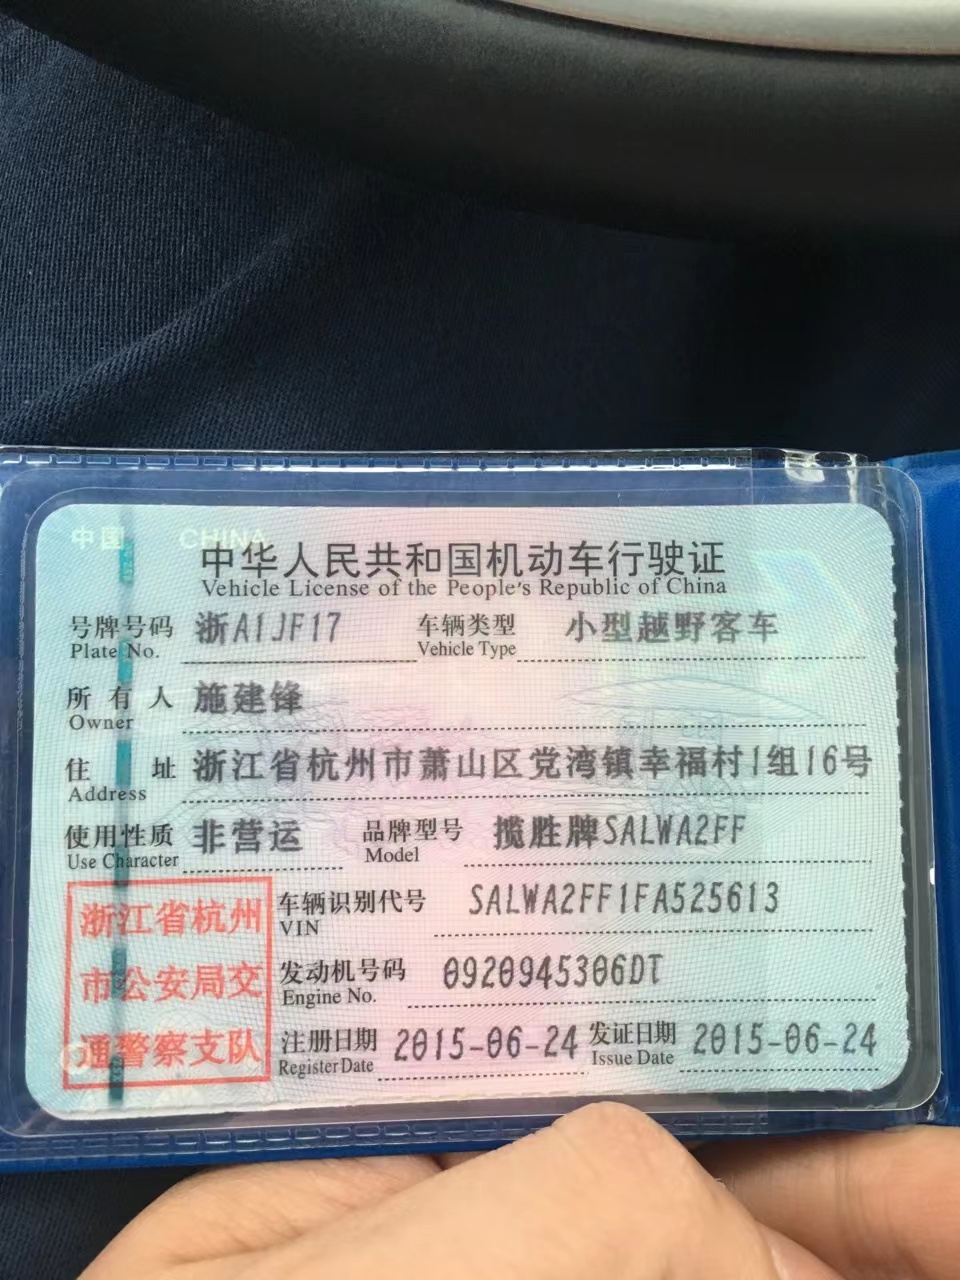 中国 CHINA
中华人民共和国机动车行驶证
Vehicle License of the People's Republic of China
号牌号码 浙A1JF17 车辆类型 小型越野客车
Plate No. Vehicle Type
所有人 施建锋
Owner
住址 浙江省杭州市萧山区党湾镇幸福村1组16号
Address
使用性质 非营运 品牌型号 揽胜牌SALWA2FF
Use Character Model
浙江省杭州
市公安局交
通警察支队
车辆识别代号 SALWA2FF1FA525613
VIN
发动机号码 0920945306DT
Engine No.
注册日期 2015-06-24 发证日期 2015-06-24
Register Date Issue Date